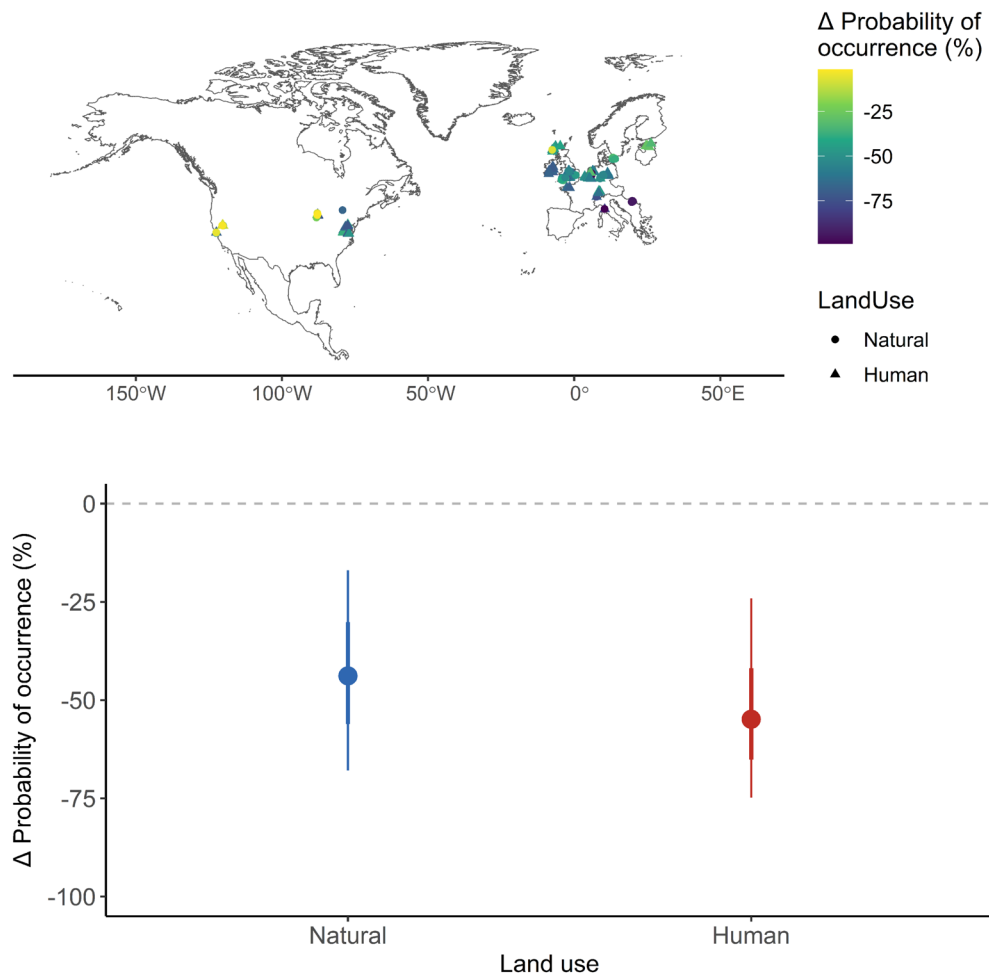 Δ Probability of
occurrence (%)
-25
-50
-75
LandUse
Natural
Human
150°W
100°W
50°W
0°
50°E
Δ Probability of occurrence (%)
0
-25
-50
-75
-100
Natural
Human
Land use